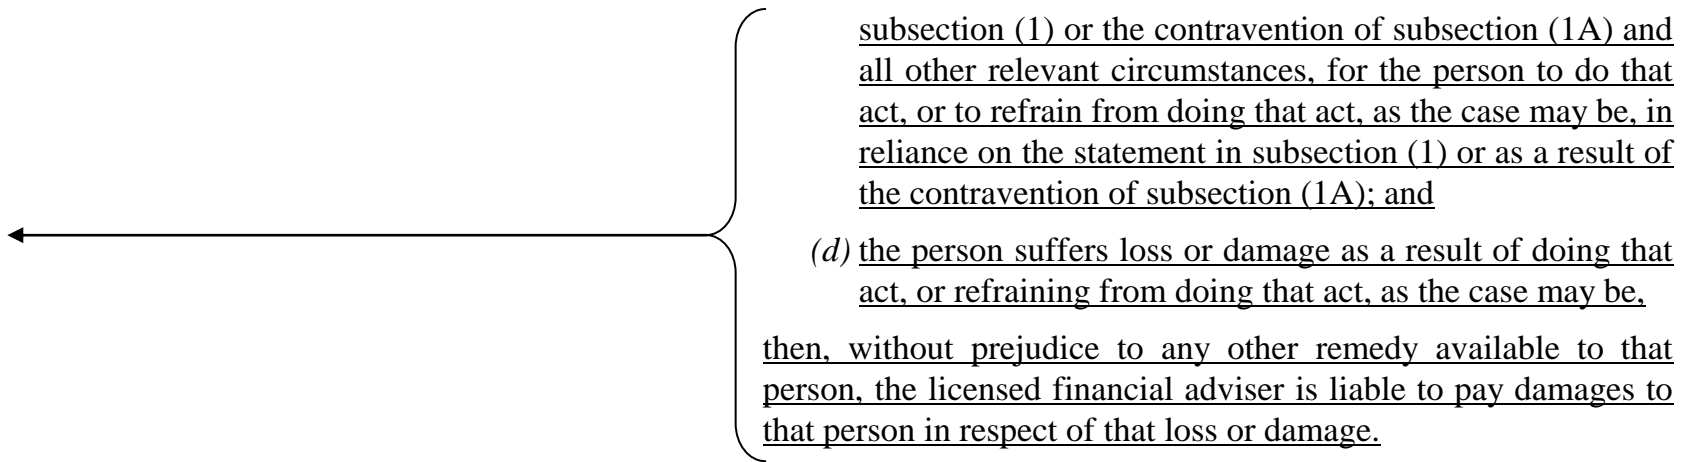 subsection (1) or the contravention of subsection (1A) and
all other relevant circumstances, for the person to do that
act, or to refrain from doing that act, as the case may be, in
reliance on the statement in subsection (1) or as a result of
the contravention of subsection (1A); and
(d) the person suffers loss or damage as a result of doing that
act, or refraining from doing that act, as the case may be,
then, without prejudice to any other remedy available to that
person, the licensed financial adviser is liable to pay damages to
that person in respect of that loss or damage.